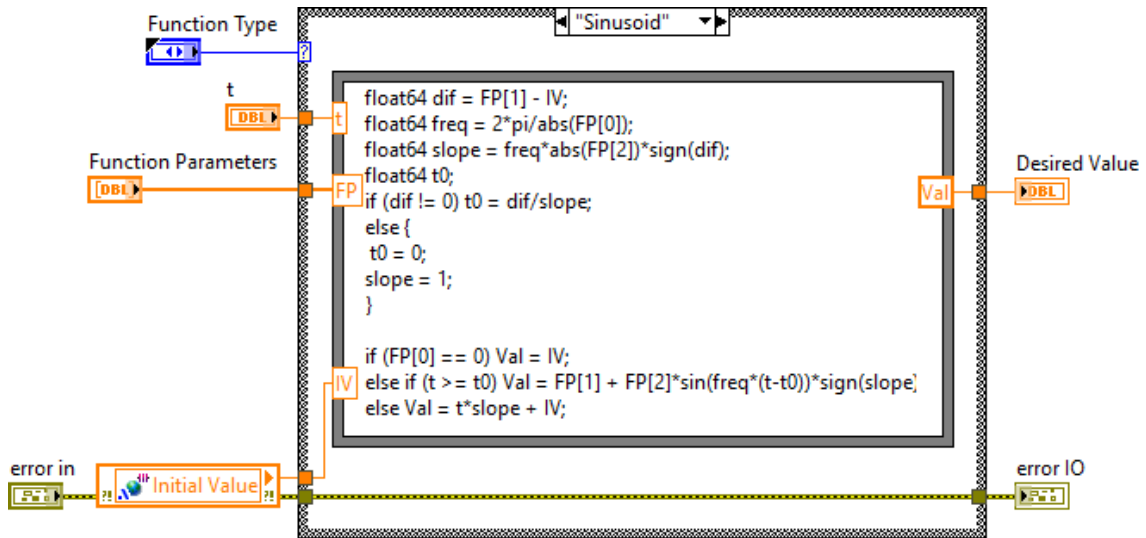 "Sinusoid"
Function Type
?
t
DBL
t
Function Parameters
[DBL]
FP
float64 dif = FP[1] - IV;
float64 freq = 2*pi/abs(FP[0]);
float64 slope = freq*abs(FP[2])*sign(dif);
float64 t0;
if (dif != 0) t0 = dif/slope;
else {
t0 = 0;
slope = 1;
}
if (FP[0] == 0) Val = IV;
else if (t >= t0) Val = FP[1] + FP[2]*sin(freq*(t-t0))*sign(slope)
else Val = t*slope + IV;
IV
Val
Desired Value
DBL
error in
?!
Initial Value
?!
error IO